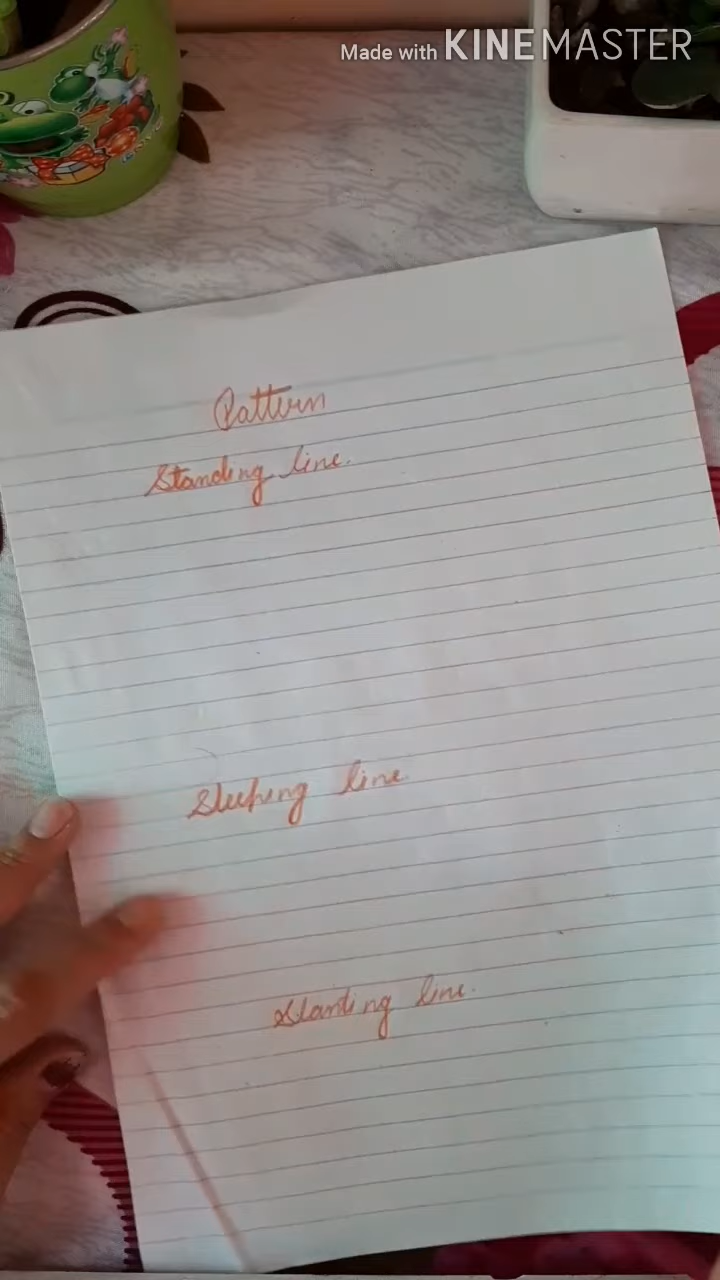 Made with KINEMASTER
Pattern
Standing line.
Sleeping line.
Slanting line.